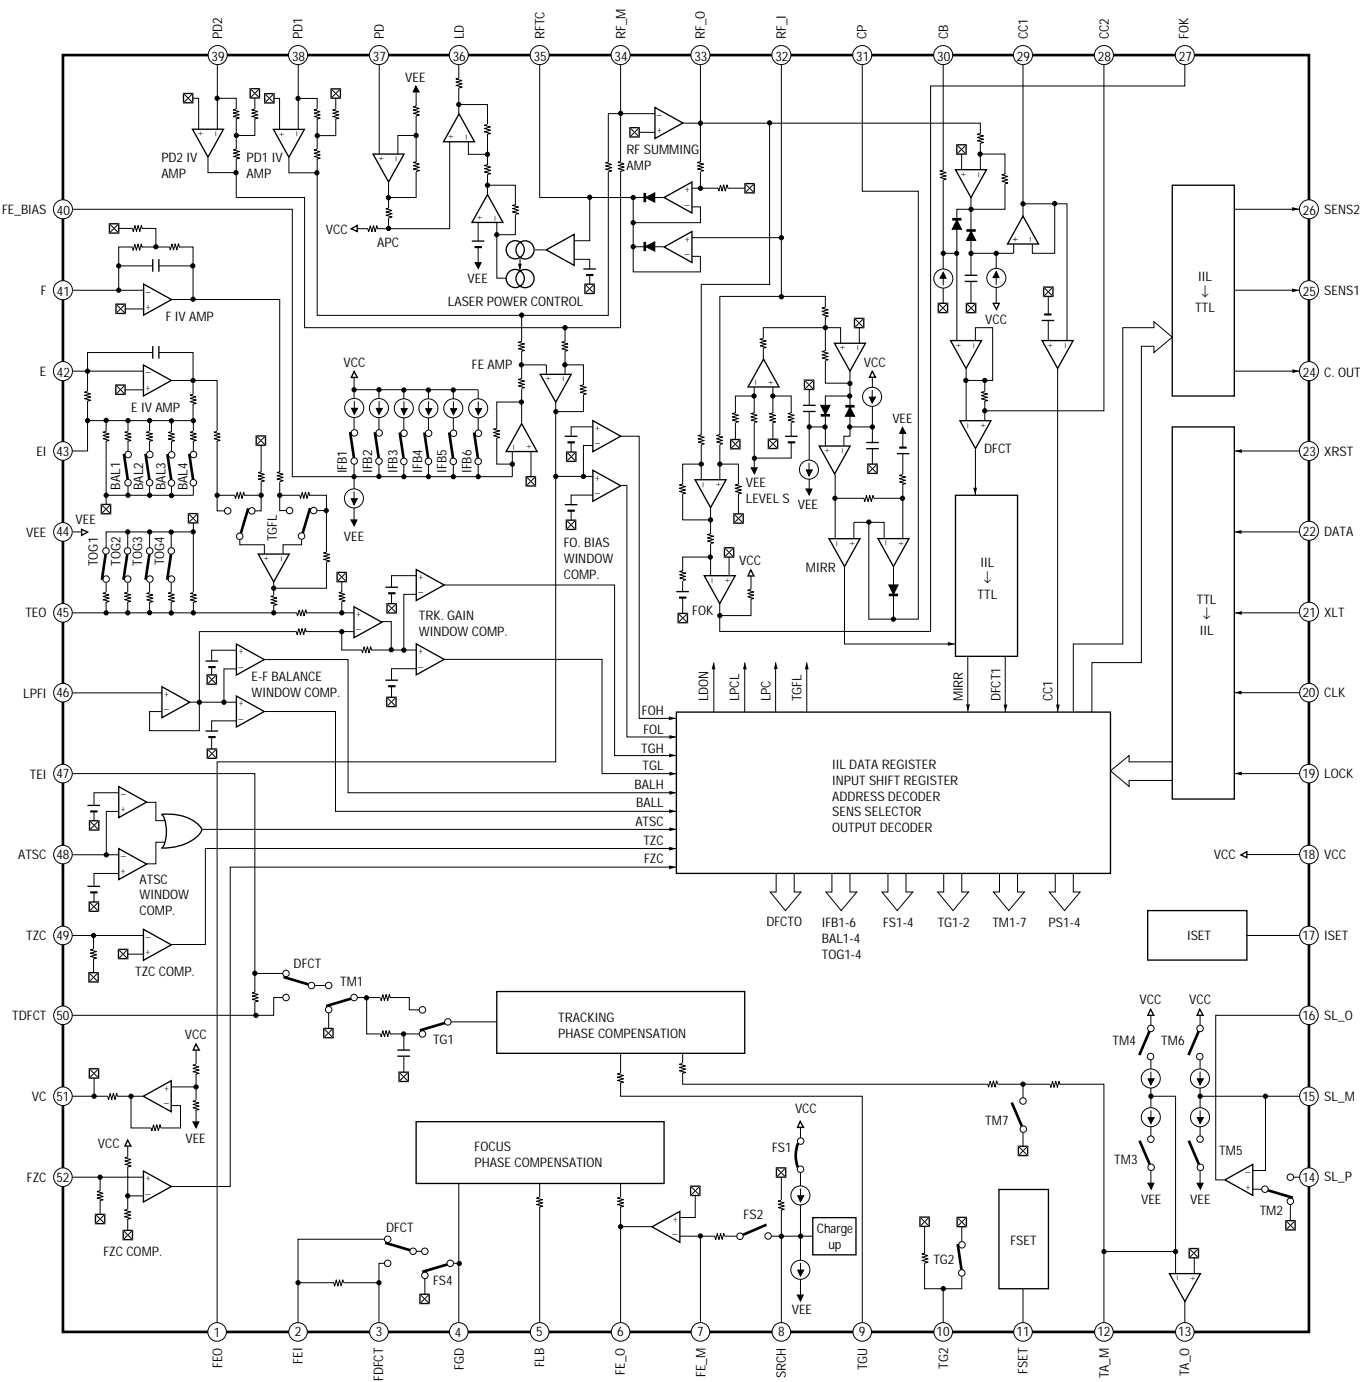 PD2
PD1
PD
LD
RFTC
RF_M
RF_O
RF_I
CP
CB
CC1
CC2
FOK
39
38
37
36
35
34
33
32
31
30
29
28
27
VEE
PD2 IV
AMP
PD1 IV
AMP
RF SUMMING
AMP
FE_BIAS
40
VCC
APC
VEE
LASER POWER CONTROL
VCC
IIL
↓
TTL
26
SENS2
25
SENS1
24
C. OUT
F
41
F IV AMP
E
42
E IV AMP
EI
43
BAL1
BAL2
BAL3
BAL4
TGFL
VCC
IFB1
IFB2
IFB3
IFB4
IFB5
IFB6
VEE
FE AMP
FO. BIAS
WINDOW
COMP.
VCC
VEE
VEE
LEVEL S
VEE
DFCT
MIRR
VCC
FOK
IIL
↓
TTL
TTL
↓
IIL
23
XRST
22
DATA
21
XLT
20
CLK
19
LOCK
VEE
44
VEE
TOG1
TOG2
TOG3
TOG4
TEO
45
TRK. GAIN
WINDOW COMP.
E-F BALANCE
WINDOW COMP.
LPFI
46
TEI
47
LDON
LPCL
LPC
TGFL
MIRR
DFCT1
CC1
FOH
FOL
TGH
TGL
BALH
BALL
ATSC
TZC
FZC
IIL DATA REGISTER
INPUT SHIFT REGISTER
ADDRESS DECODER
SENS SELECTOR
OUTPUT DECODER
DFCTO
IFB1-6
BAL1-4
TOG1-4
FS1-4
TG1-2
TM1-7
PS1-4
ATSC
48
ATSC
WINDOW
COMP.
VCC
18
VCC
TZC
49
TZC COMP.
ISET
17
ISET
TDFCT
50
DFCT
TM1
TG1
TRACKING
PHASE COMPENSATION
VCC
VCC
TM4
TM6
16
SL_O
VC
51
VCC
VEE
15
SL_M
TM7
TM3
TM5
VEE
VEE
14
SL_P
TM2
FZC
52
VCC
FZC COMP.
FOCUS
PHASE COMPENSATION
DFCT
FS4
VCC
FS1
FS2
Charge
up
VEE
TG2
FSET
1
2
3
4
5
6
7
8
9
10
11
12
13
FEO
FEI
FDFCT
FGD
FLB
FE_O
FE_M
SRCH
TGU
TG2
FSET
TA_M
TA_O